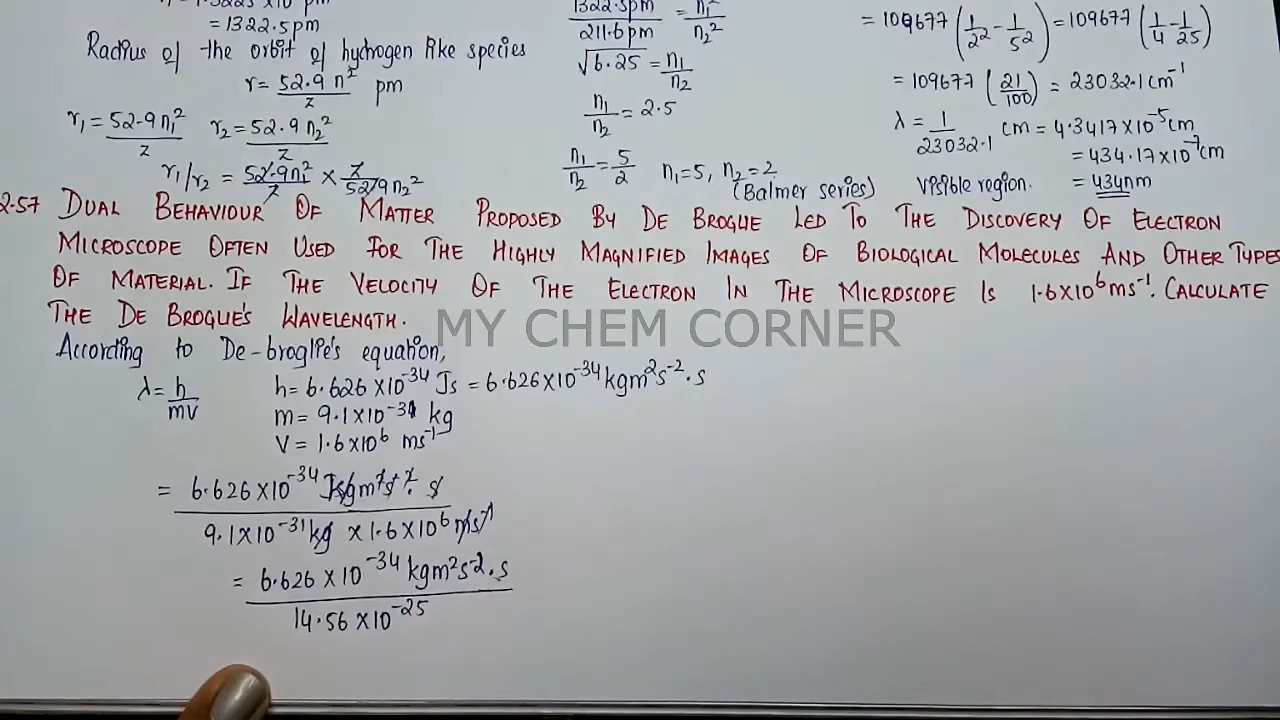 = 1322.5pm
Radius of the orbit of hydrogen like species
r = 52.9 n² / z pm
r₁ = 52.9 n₁² / z r₂ = 52.9 n₂² / z
r₁/r₂ = 52.9n₁² / z × z / 52.9n₂²
1322.5pm / 211.6pm = n₁² / n₂²
√6.25 = n₁ / n₂
n₁ / n₂ = 2.5
n₁ / n₂ = 5 / 2 n₁=5, n₂=2
(Balmer series)
= 109677 (1/2² - 1/5²) = 109677 (1/4 - 1/25)
= 109677 (21/100) = 23032.1 cm⁻¹
λ = 1 / 23032.1 cm = 4.3417×10⁻⁵cm
= 434.17×10⁻⁷cm
Visible region. = 434nm
2.57 DUAL BEHAVIOUR OF MATTER PROPOSED BY DE BROGLIE LED TO THE DISCOVERY OF ELECTRON
MICROSCOPE OFTEN USED FOR THE HIGHLY MAGNIFIED IMAGES OF BIOLOGICAL MOLECULES AND OTHER TYPES
OF MATERIAL. IF THE VELOCITY OF THE ELECTRON IN THE MICROSCOPE IS 1.6×10⁶ms⁻¹. CALCULATE
THE DE BROGLIE'S WAVELENGTH.
MY CHEM CORNER
According to De-broglie's equation,
λ = h / mv h = 6.626×10⁻³⁴ Js = 6.626×10⁻³⁴ kgm²s⁻².s
m = 9.1×10⁻³¹ kg
V = 1.6×10⁶ ms⁻¹
= 6.626×10⁻³⁴ kgm²s⁻².s / 9.1×10⁻³¹kg × 1.6×10⁶ ms⁻¹
= 6.626×10⁻³⁴ kgm²s⁻².s / 14.56×10⁻²⁵